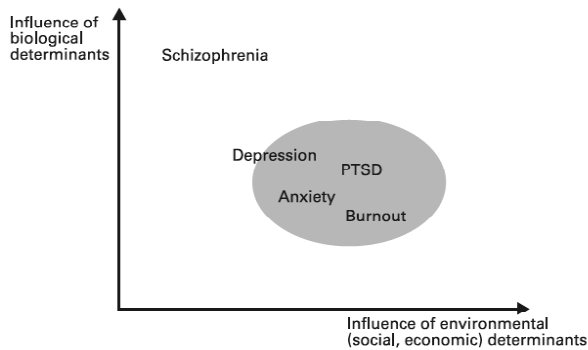 Influence of
biological
determinants
Schizophrenia
Depression
PTSD
Anxiety
Burnout
Influence of environmental
(social, economic) determinants